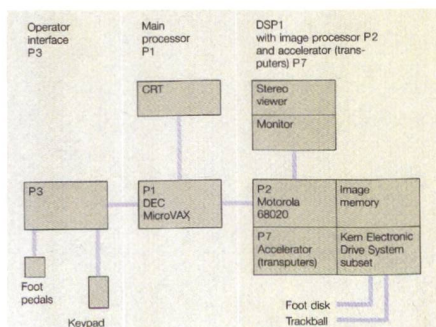 Operator
interface
P3
Main
processor
P1
DSP1
with image processor P2
and accelerator (trans-
puters) P7
CRT
Stereo
viewer
Monitor
P3
P1
DEC
MicroVAX
P2
Motorola
68020
Image
memory
P7
Accelerator
(transputers)
Kern Electronic
Drive System
subset
Foot
pedals
Keypad
Foot disk
Trackball